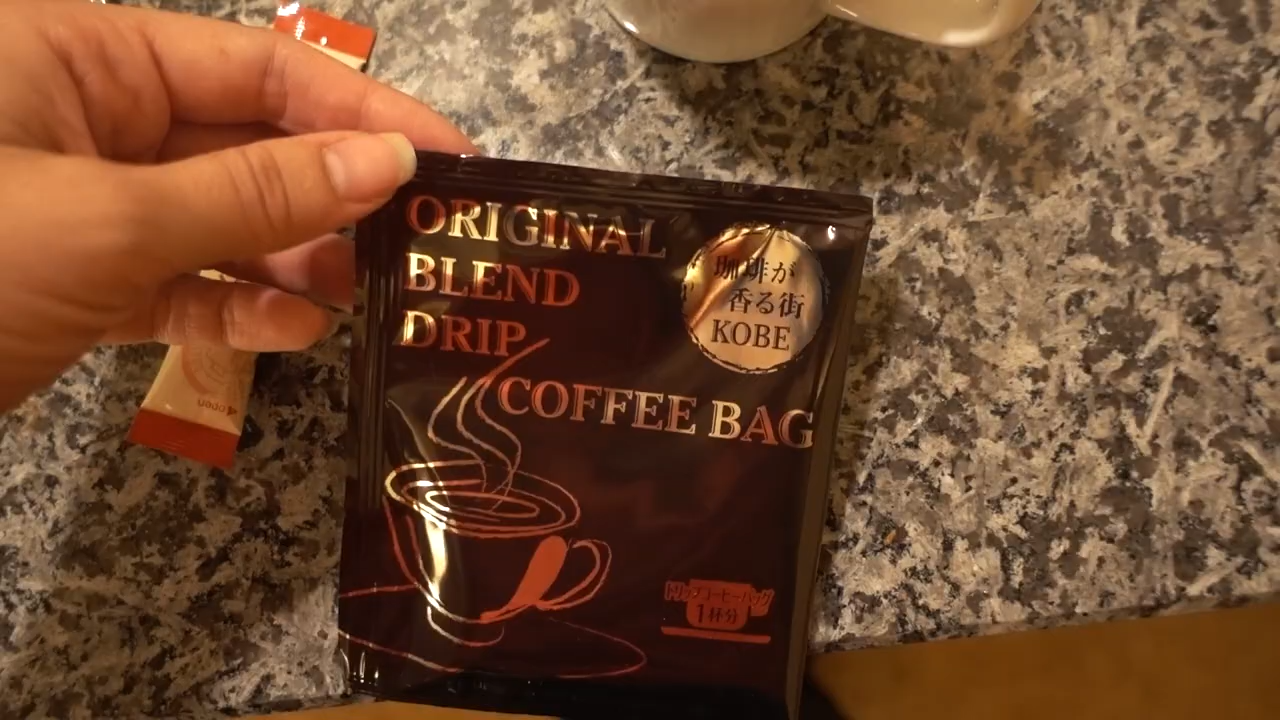 ORIGINAL
BLEND
DRIP
COFFEE BAG
珈琲が
香る街
KOBE
ドリップコーヒーバッグ
1杯分
open